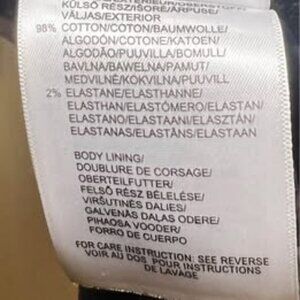 KÜLSŐ RÉSZ/IŠORĖ/ĀRPUSE/
VÄLJAS/EXTERIOR
98% COTTON/COTON/BAUMWOLLE/
ALGODÓN/COTONE/KATOEN/
ALGODÃO/PUUVILLA/BOMULL/
BAVLNA/BAWEŁNA/PAMUT/
MEDVILNĖ/KOKVILNA/PUUVILL
2% ELASTANE/ELASTHANNE/
ELASTHAN/ELASTÓMERO/ELASTAN/
ELASTANO/ELASTAANI/ELASZTÁN/
ELASTANAS/ELASTĀNS/ELASTAAN
BODY LINING/
DOUBLURE DE CORSAGE/
OBERTEILFUTTER/
FELSŐ RÉSZ BÉLELÉSE/
VIRŠUTINĖS DALIES/
GALVENĀS DAĻAS ODERE/
PIHAOSA VOODER/
FORRO DE CUERPO
FOR CARE INSTRUCTION: SEE REVERSE
VOIR AU DOS POUR INSTRUCTIONS
DE LAVAGE